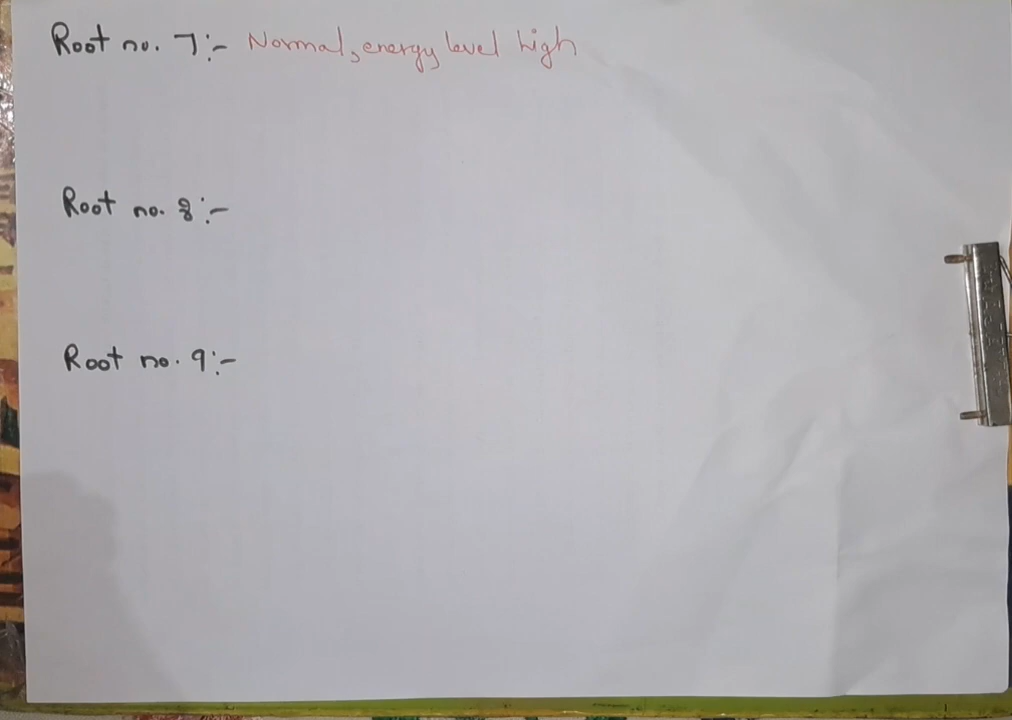 Root no. 7:- Normal, energy level high
Root no. 8:-
Root no. 9:-